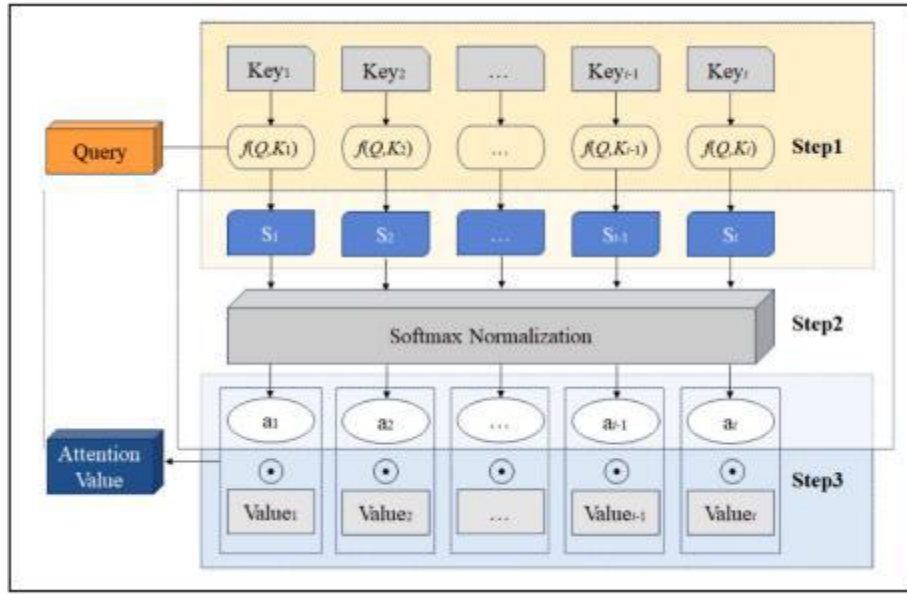 Key₁ Key₂ … Keyₜ₋₁ Keyₜ
Query f(Q,K₁) f(Q,K₂) … f(Q,Kₜ₋₁) f(Q,Kₜ) Step1
S₁ S₂ … Sₜ₋₁ Sₜ
Softmax Normalization Step2
a₁ a₂ … aₜ₋₁ aₜ
Attention
Value
Step3
Value₁ Value₂ … Valueₜ₋₁ Valueₜ